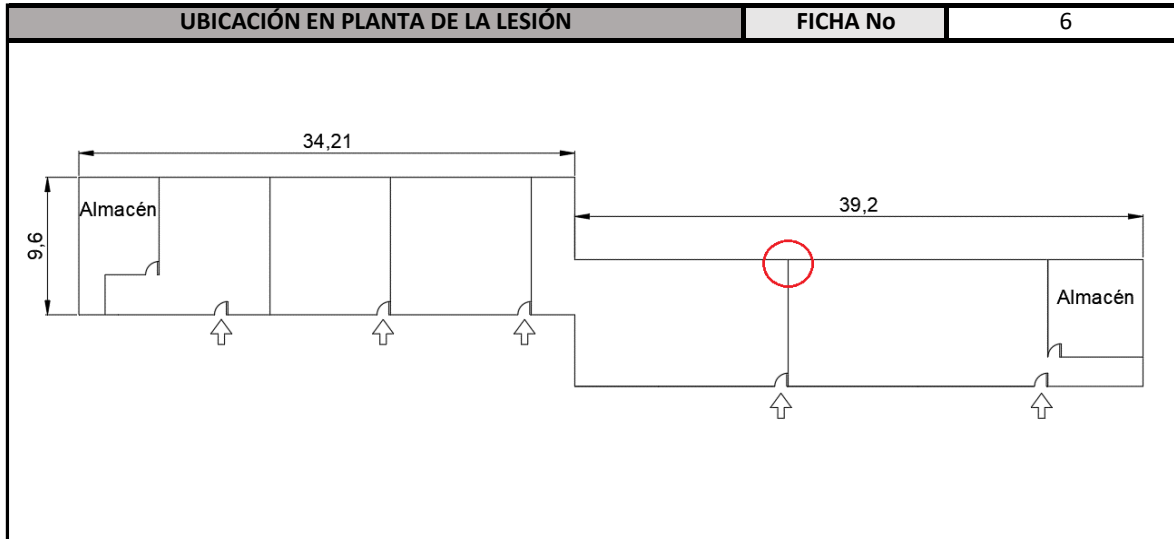 UBICACIÓN EN PLANTA DE LA LESIÓN FICHA No 6
34,21
Almacén
39,2
9,6
Almacén